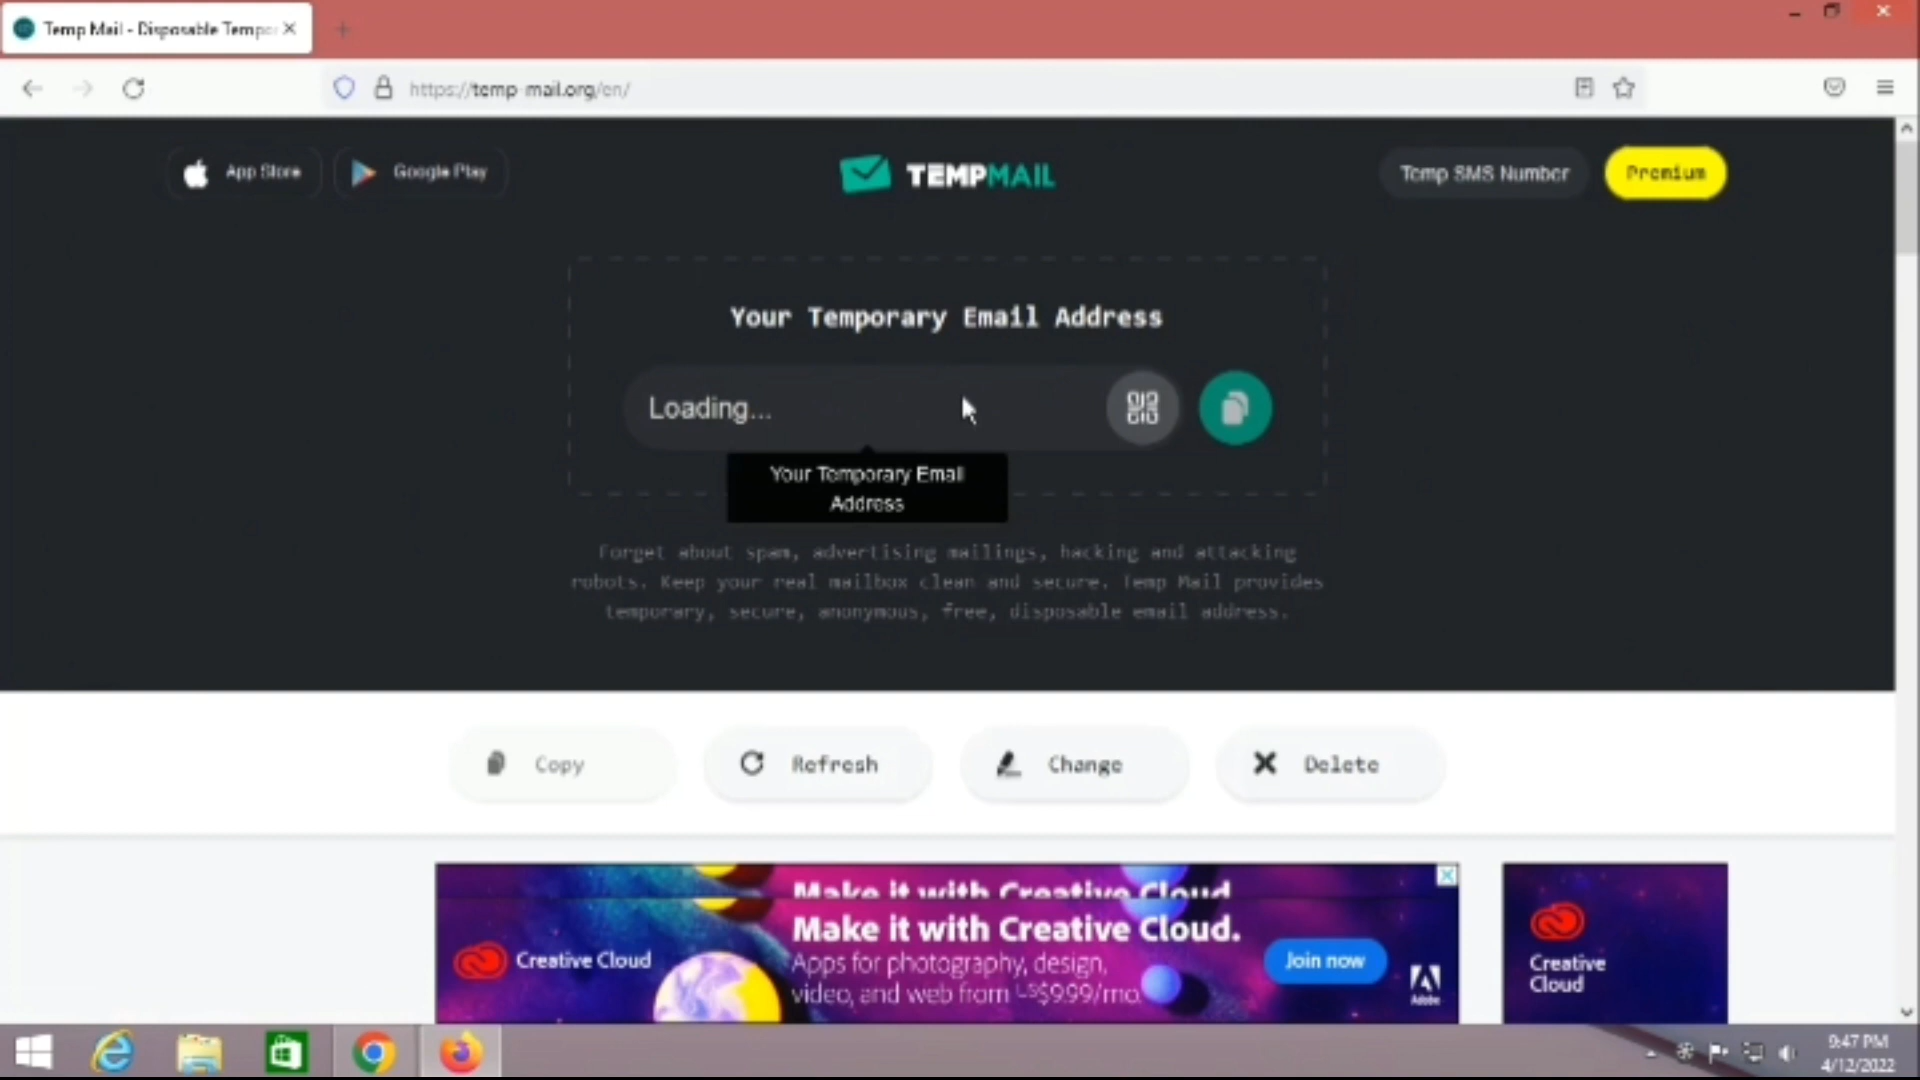 Temp Mail - Disposable Tempo
https://temp-mail.org/en/
App Store
Google Play
TEMPMAIL
Temp SMS Number
Premium
Your Temporary Email Address
Loading...
Your Temporary Email
Address
Forget about spam, advertising mailings, hacking and attacking
robots. Keep your real mailbox clean and secure. Temp Mail provides
temporary, secure, anonymous, free, disposable email address.
Copy
Refresh
Change
Delete
Make it with Creative Cloud
Make it with Creative Cloud.
Creative Cloud
Apps for photography, design,
video, and web from US$9.99/mo.
Join now
Adobe
Creative
Cloud
9:47 PM
4/12/2022